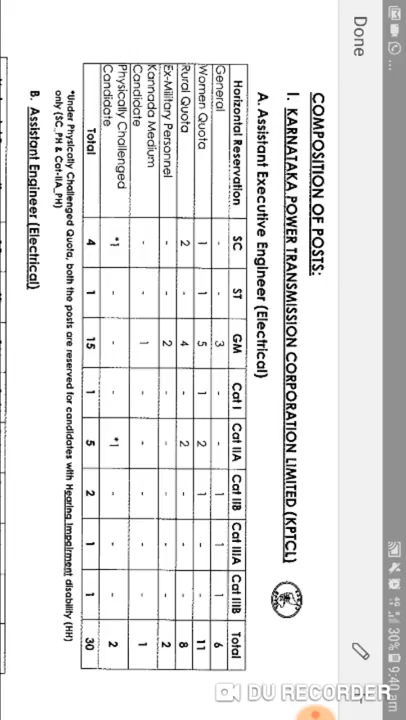 Done
9:40 am
30%
COMPOSITION OF POSTS:
I. KARNATAKA POWER TRANSMISSION CORPORATION LIMITED (KPTCL)
A. Assistant Executive Engineer (Electrical)
Horizontal Reservation SC ST GM Cat I Cat IIA Cat IIB Cat IIIA Cat IIIB Total
General - - 3 - - 1 1 1 6
Women Quota 1 1 5 1 2 1 - - 11
Rural Quota 2 - 4 - 2 - - - 8
Ex-Military Personnel - - 2 - - - - - 2
Kannada Medium
Candidate - - 1 - - - - - 1
Physically Challenged
Candidate *1 - - - *1 - - - 2
Total 4 1 15 1 5 2 1 1 30
*Under Physically Challenged Quota, both the posts are reserved for candidates with Hearing Impairment disability (HH)
only (SC_PH & Cat-IIA_PH)
B. Assistant Engineer (Electrical)
DU RECORDER